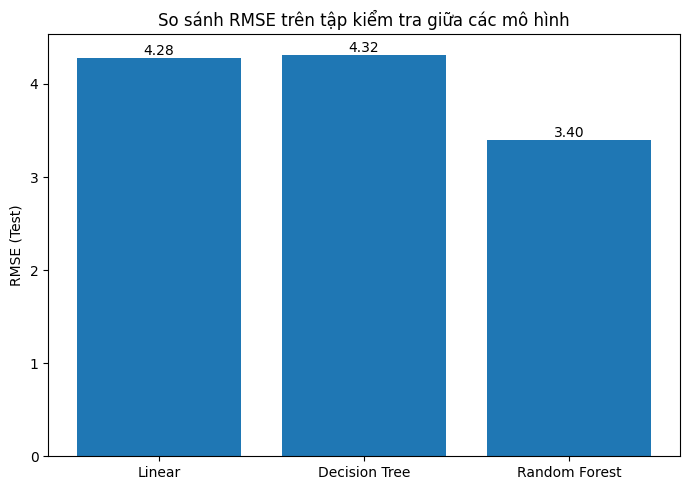 So sánh RMSE trên tập kiểm tra giữa các mô hình
4.28
4.32
3.40
RMSE (Test)
4
3
2
1
0
Linear
Decision Tree
Random Forest